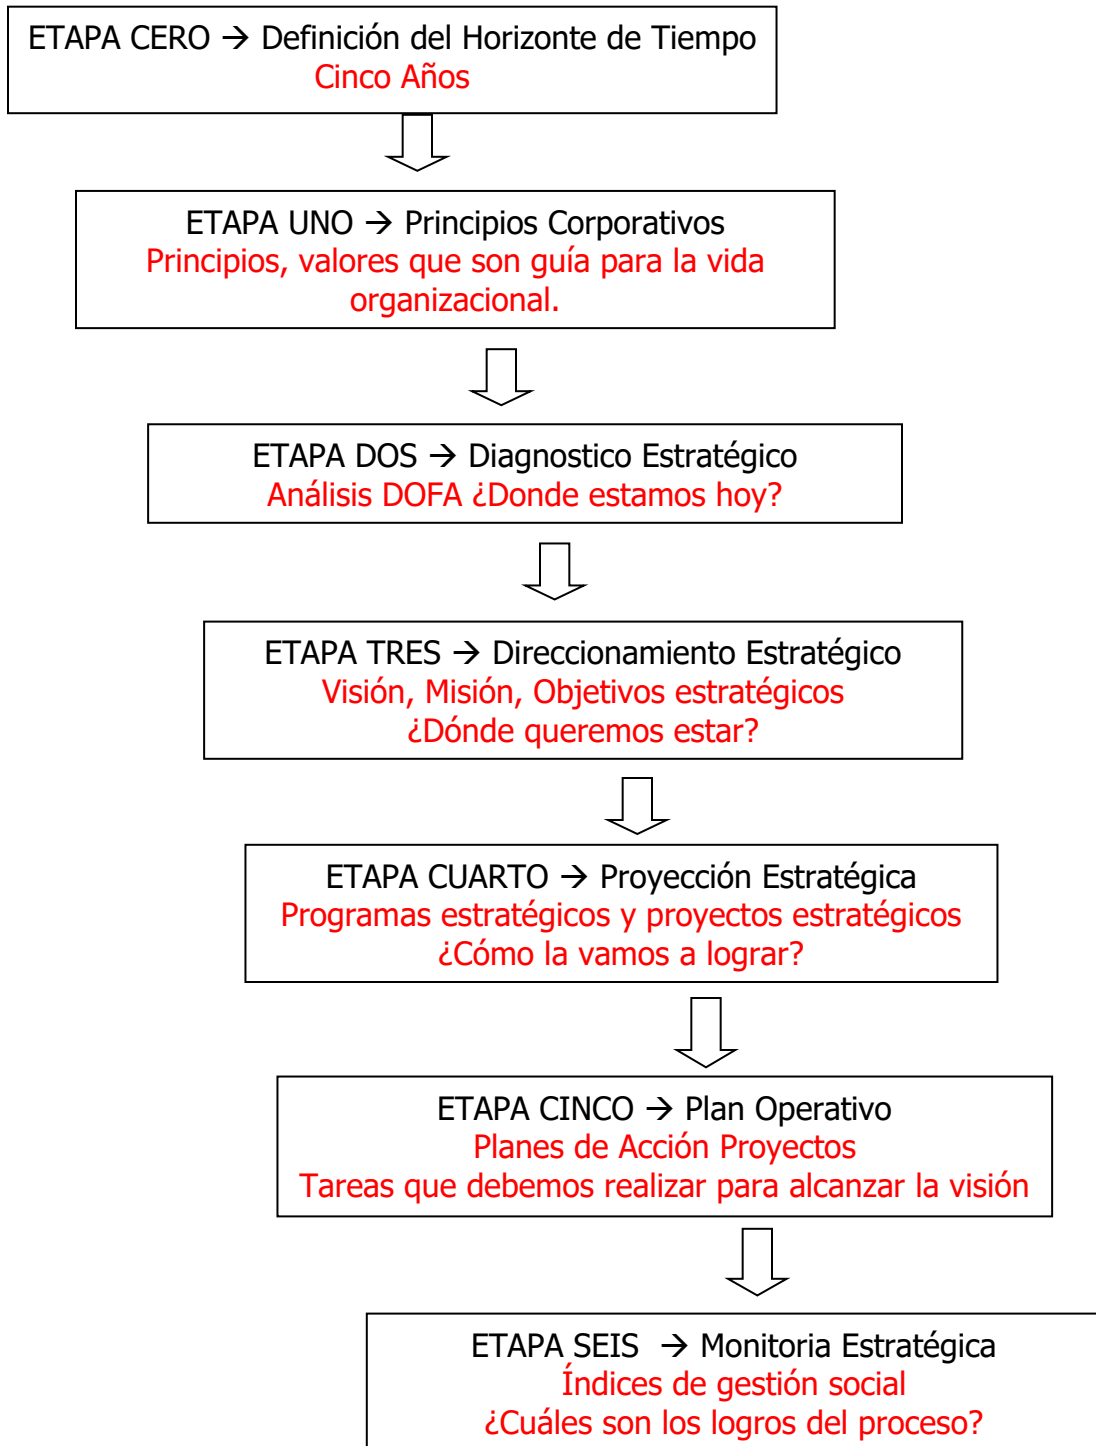 ETAPA CERO → Definición del Horizonte de Tiempo
Cinco Años
ETAPA UNO → Principios Corporativos
Principios, valores que son guía para la vida
organizacional.
ETAPA DOS → Diagnostico Estratégico
Análisis DOFA ¿Donde estamos hoy?
ETAPA TRES → Direccionamiento Estratégico
Visión, Misión, Objetivos estratégicos
¿Dónde queremos estar?
ETAPA CUARTO → Proyección Estratégica
Programas estratégicos y proyectos estratégicos
¿Cómo la vamos a lograr?
ETAPA CINCO → Plan Operativo
Planes de Acción Proyectos
Tareas que debemos realizar para alcanzar la visión
ETAPA SEIS → Monitoria Estratégica
Índices de gestión social
¿Cuáles son los logros del proceso?